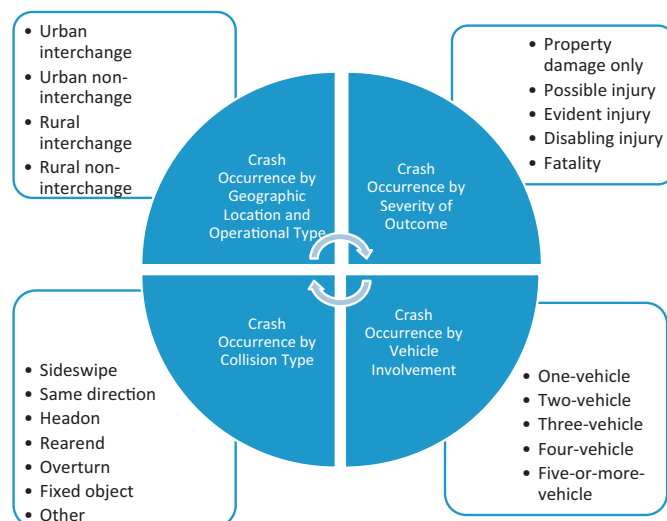 • Urban
interchange
• Urban non-
interchange
• Rural
interchange
• Rural non-
interchange
• Property
damage only
• Possible injury
• Evident injury
• Disabling injury
• Fatality
Crash
Occurrence by
Geographic
Location and
Operational Type
Crash
Occurrence by
Severity of
Outcome
Crash
Occurrence by
Collision Type
Crash
Occurrence by
Vehicle
Involvement
• Sideswipe
• Same direction
• Headon
• Rearend
• Overturn
• Fixed object
• Other
• One-vehicle
• Two-vehicle
• Three-vehicle
• Four-vehicle
• Five-or-more-
vehicle